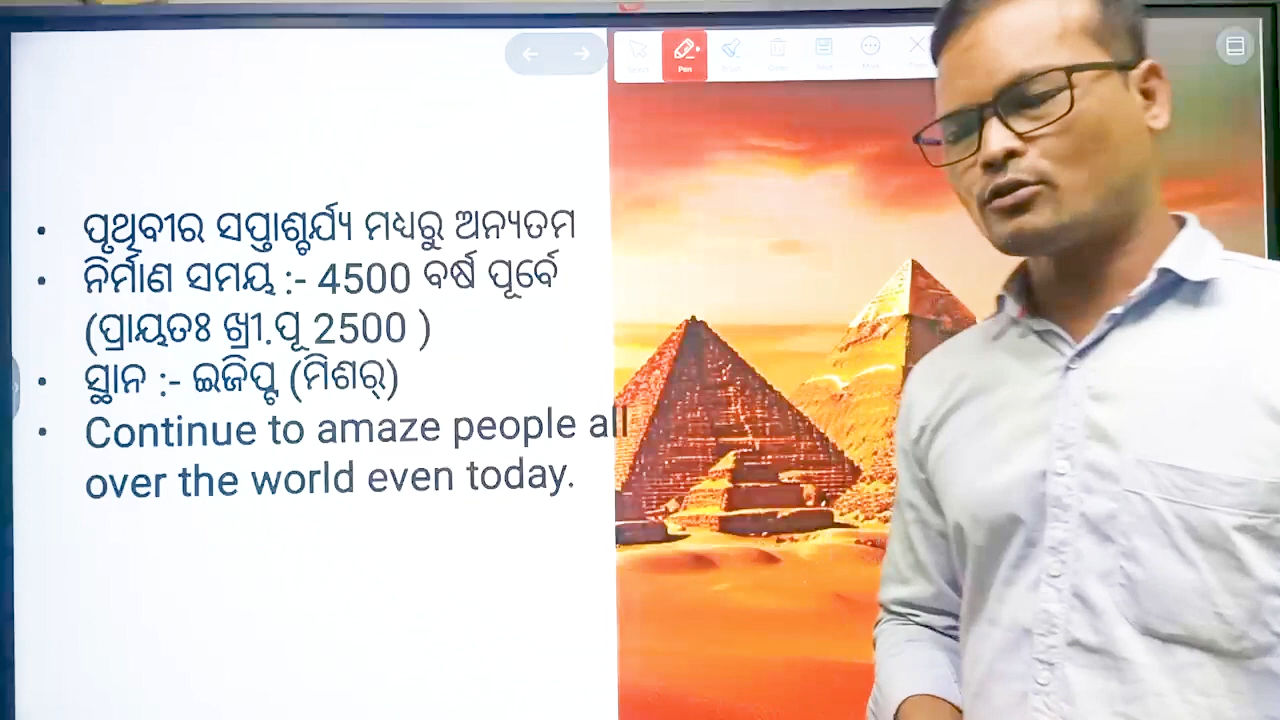 Pen
• ପୃଥିବୀର ସପ୍ତାଶ୍ଚର୍ଯ୍ୟ ମଧ୍ୟରୁ ଅନ୍ୟତମ
• ନିର୍ମାଣ ସମୟ :- 4500 ବର୍ଷ ପୂର୍ବେ
(ପ୍ରାୟତଃ ଖ୍ରୀ.ପୂ 2500 )
• ସ୍ଥାନ :- ଇଜିପ୍ଟ (ମିଶର୍)
• Continue to amaze people all
over the world even today.